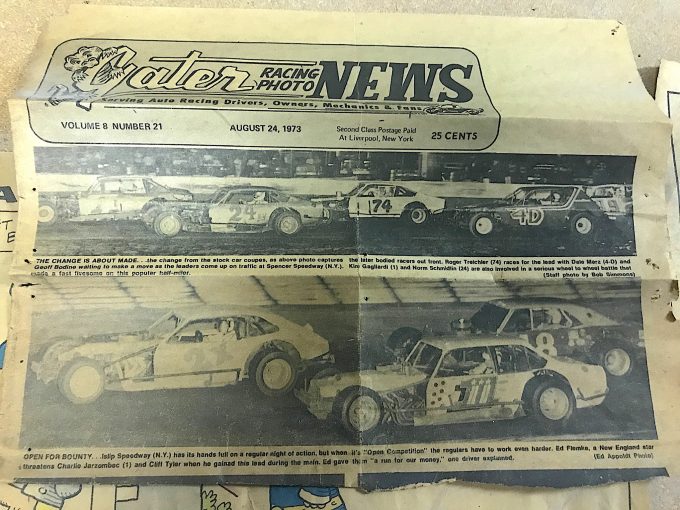 Gater RACING PHOTO NEWS
Serving Auto Racing Drivers, Owners, Mechanics & Fans
VOLUME 8 NUMBER 21 AUGUST 24, 1973 Second Class Postage Paid At Liverpool, New York 25 CENTS
24 74 4-D
THE CHANGE IS ABOUT MADE. . .the change from the stock car coupes, as above photo captures the later bodied racers out front. Roger Treichler (74) races for the lead with Dale Merz (4-D) and
Geoff Bodine waiting to make a move as the leaders come up on traffic at Spencer Speedway (N.Y.). Kim Gagliardi (1) and Norm Schmidlin (24) are also involved in a serious wheel to wheel battle that
made a fast fivesome on this popular half-miler. (Staff photo by Bob Simmons)
8
OPEN FOR BOUNTY. . .Islip Speedway (N.Y.) has its hands full on a regular night of action, but when it's "Open Competition" the regulars have to work even harder. Ed Flemke, a New England star
threatens Charlie Jarzombec (1) and Cliff Tyler when he gained this lead during the main. Ed gave them "a run for our money," one driver explained. (Ed Appoldt Photo)